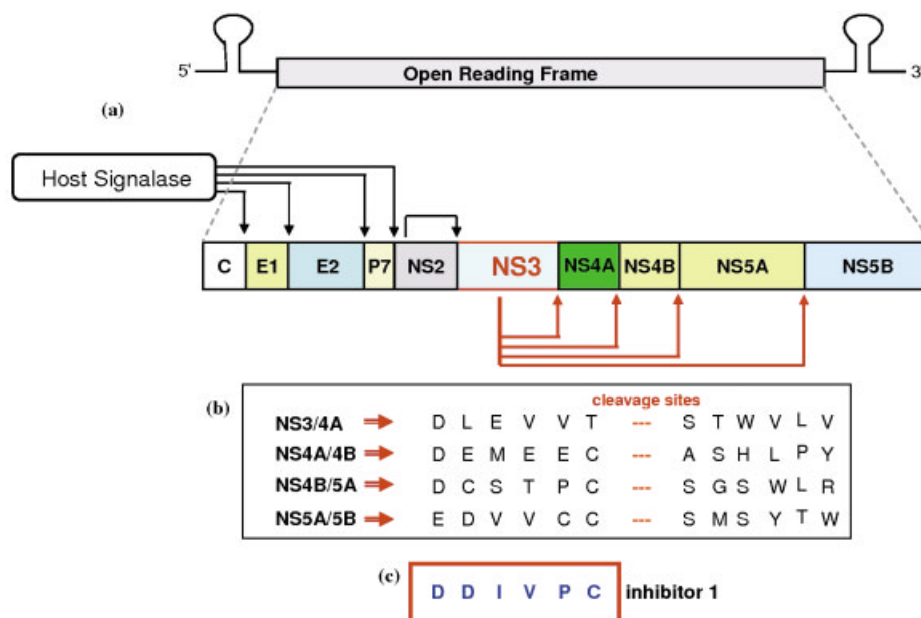 5' Open Reading Frame 3'
(a)
Host Signalase
C E1 E2 P7 NS2 NS3 NS4A NS4B NS5A NS5B
(b) cleavage sites
NS3/4A D L E V V T --- S T W V L V
NS4A/4B D E M E E C --- A S H L P Y
NS4B/5A D C S T P C --- S G S W L R
NS5A/5B E D V V C C --- S M S Y T W
(c) D D I V P C inhibitor 1